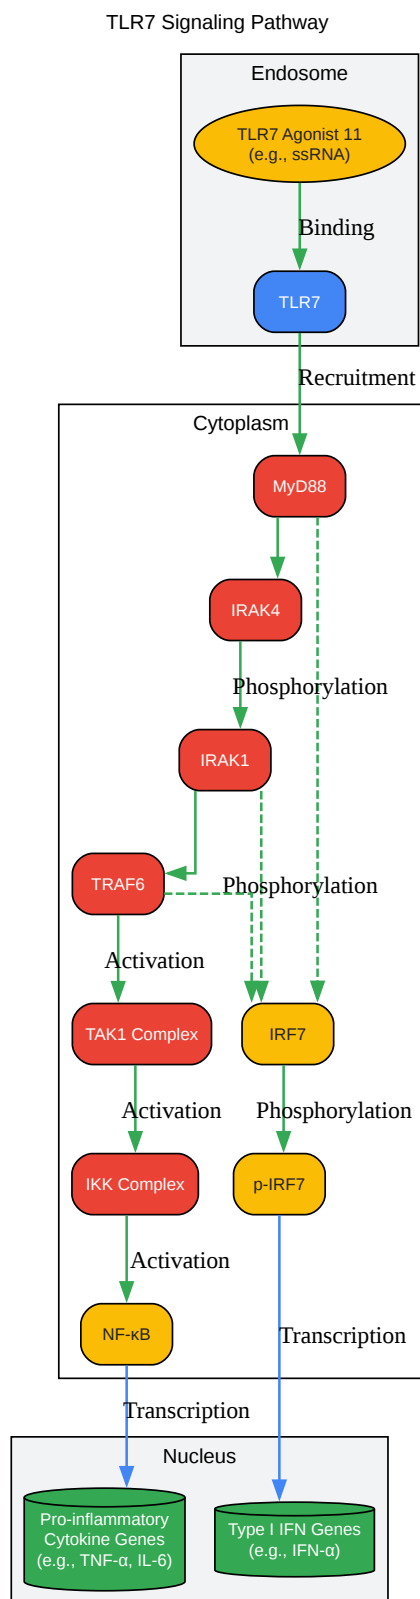 TLR7 Signaling Pathway
Endosome
TLR7 Agonist 11
(e.g., ssRNA)
Binding
TLR7
Recruitment
Cytoplasm
MyD88
IRAK4
Phosphorylation
IRAK1
TRAF6
Phosphorylation
Activation
TAK1 Complex
IRF7
Activation
Phosphorylation
IKK Complex
p-IRF7
Activation
NF-κB
Transcription
Transcription
Nucleus
Pro-inflammatory
Cytokine Genes
(e.g., TNF-α, IL-6)
Type I IFN Genes
(e.g., IFN-α)